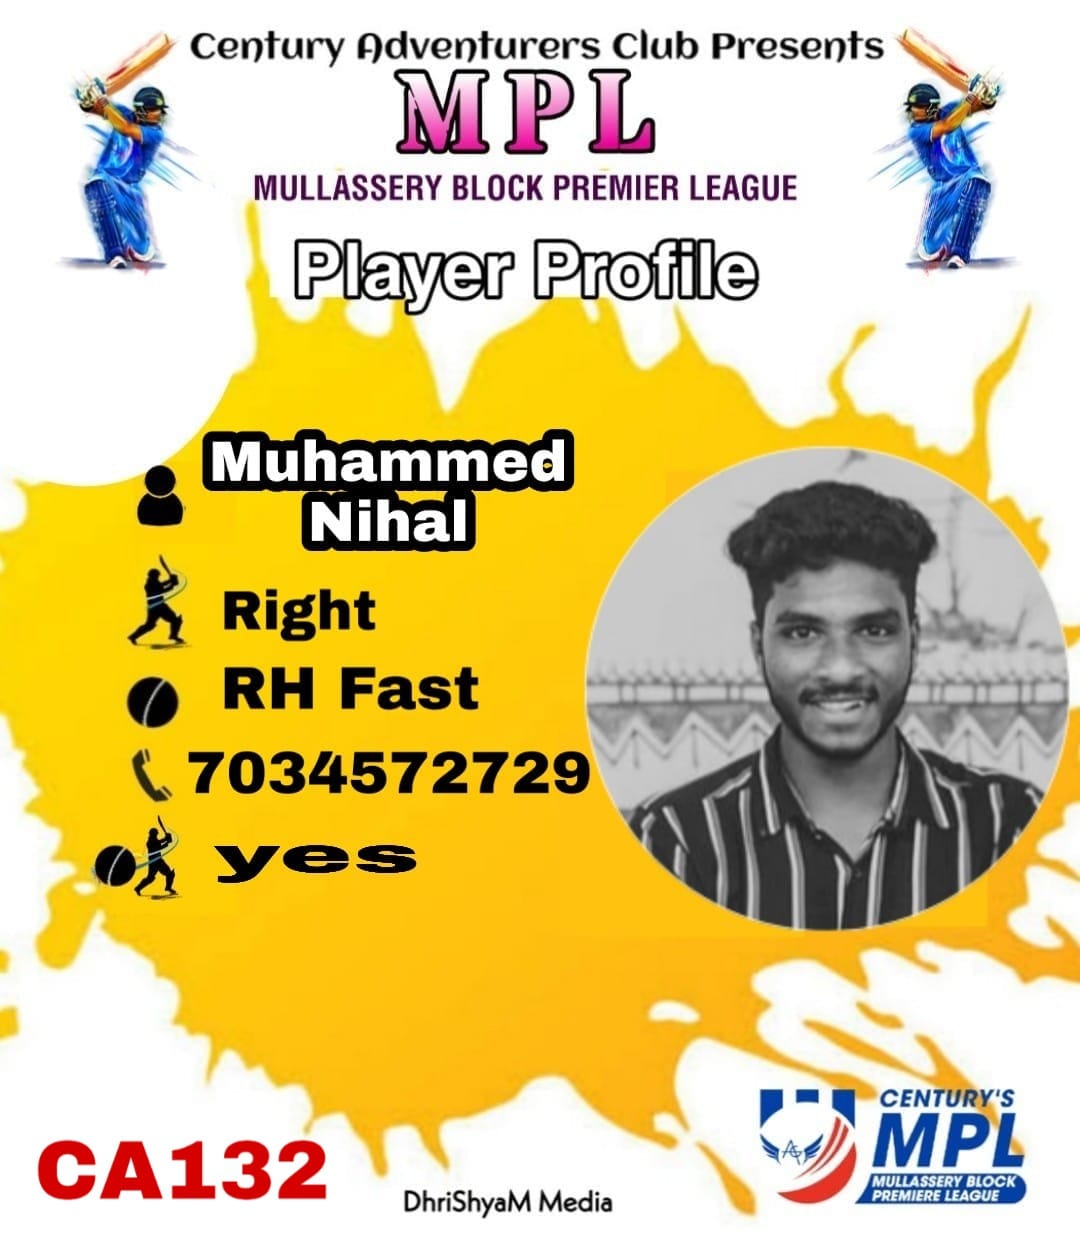 Century Adventurers Club Presents
MPL
MULLASSERY BLOCK PREMIER LEAGUE
Player Profile
Muhammed
Nihal
Right
RH Fast
7034572729
yes
CA132
DhriShyaM Media
CENTURY'S
MPL
MULLASSERY BLOCK
PREMIERE LEAGUE